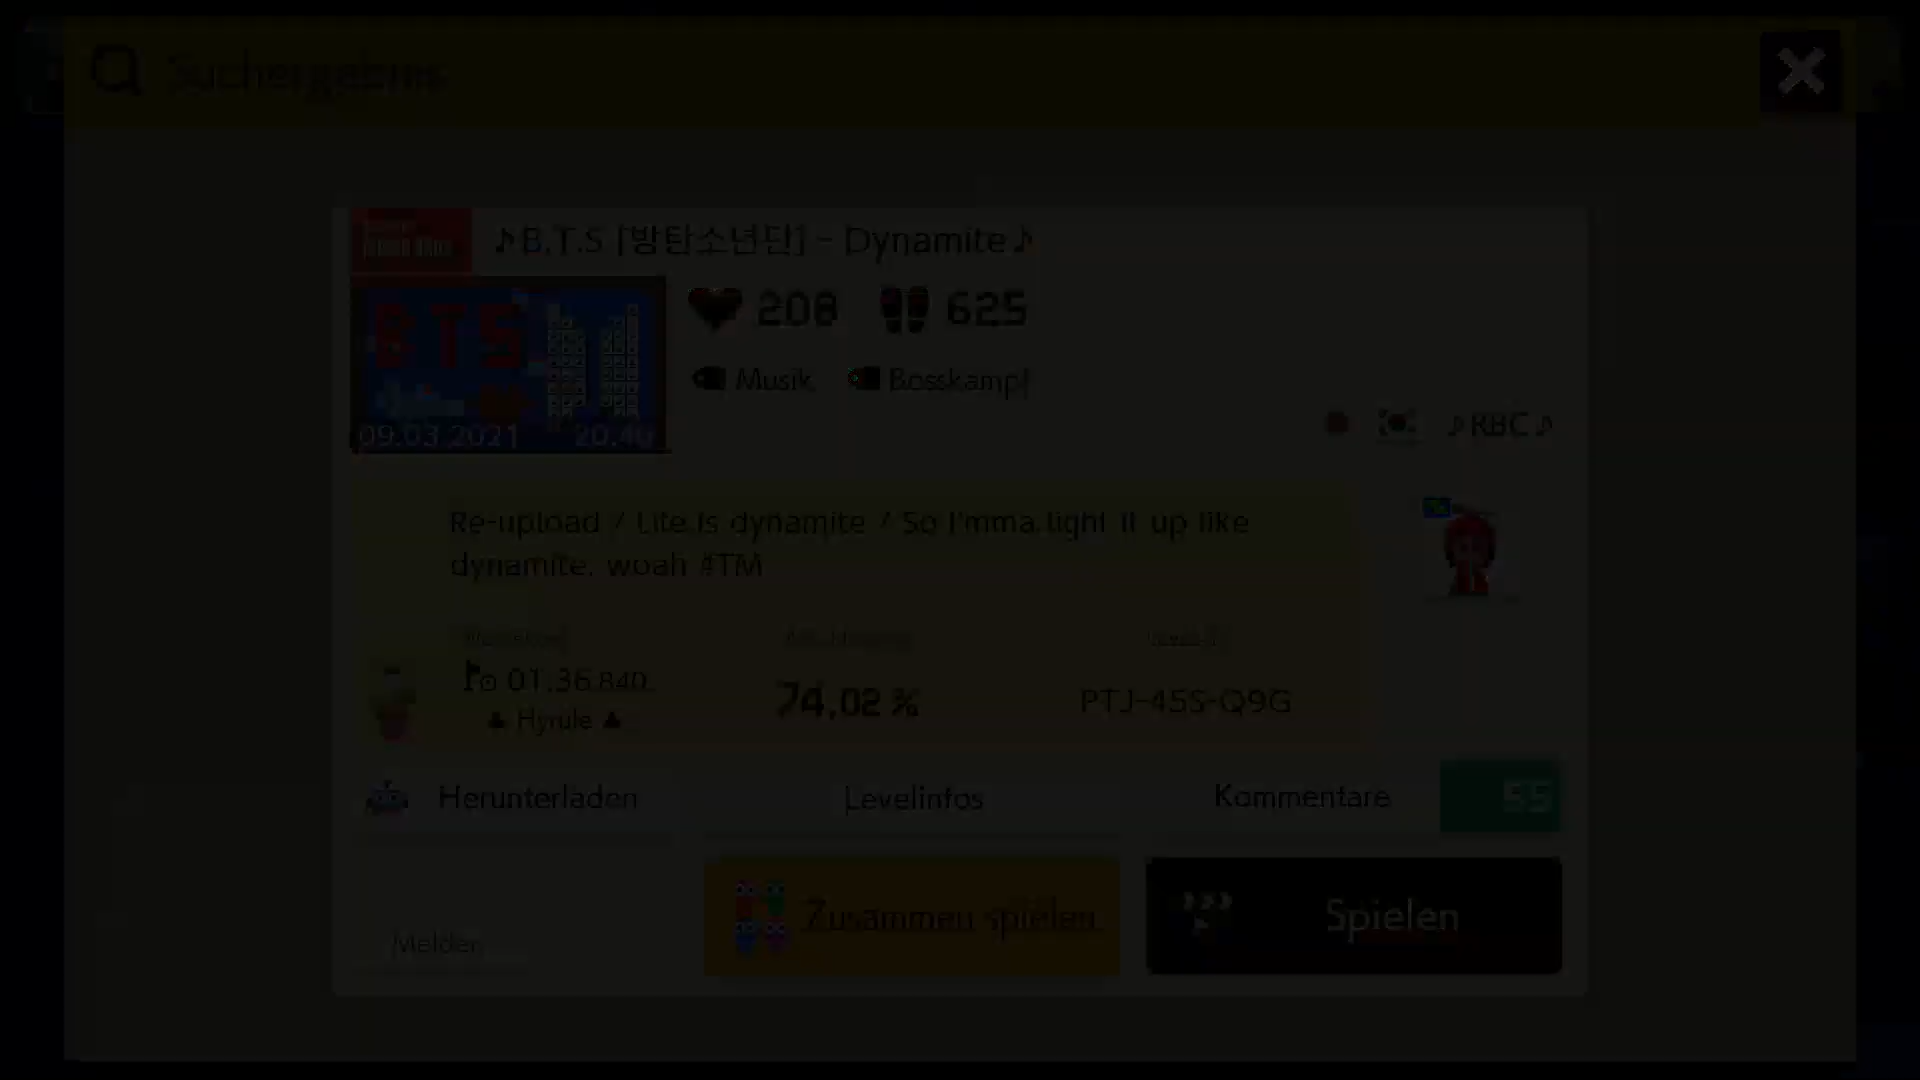 Suchergebnis
♪B.T.S [방탄소년단] - Dynamite♪
208 625
Musik Bosskampf
BTS
09.03.2021 20:40
♪RBC♪
Re-upload / Life is dynamite / So I'mma light it up like
dynamite, woah #TM
01:36.840
74,02 %
PTJ-45S-Q9G
♣ Hyrule ♣
Herunterladen Levelinfos Kommentare 55
Melden Zusammen spielen Spielen